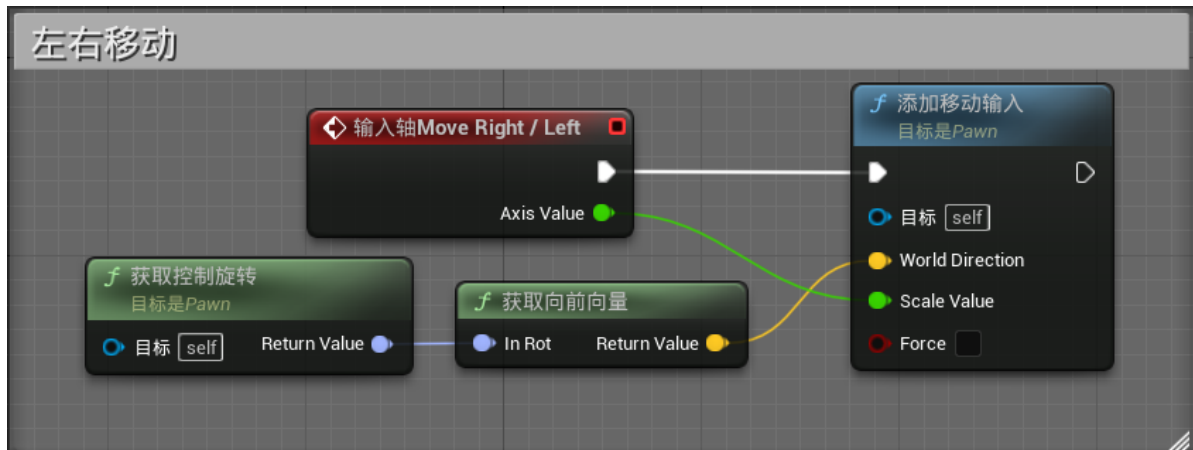 左右移动
输入轴Move Right / Left
Axis Value
添加移动输入
目标是Pawn
目标 self
World Direction
Scale Value
Force
获取控制旋转
目标是Pawn
目标 self
Return Value
获取向前向量
In Rot
Return Value